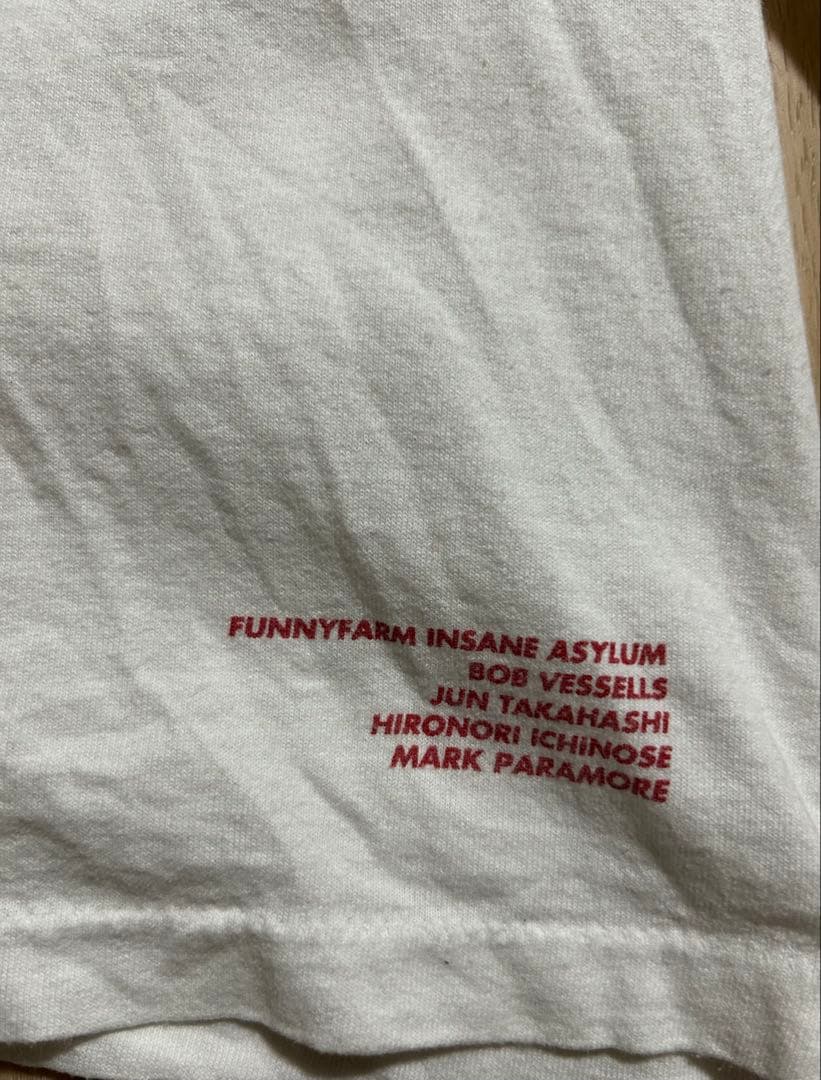 FUNNYFARM INSANE ASYLUM
BOB VESSELLS
JUN TAKAHASHI
HIRONORI ICHINOSE
MARK PARAMORE